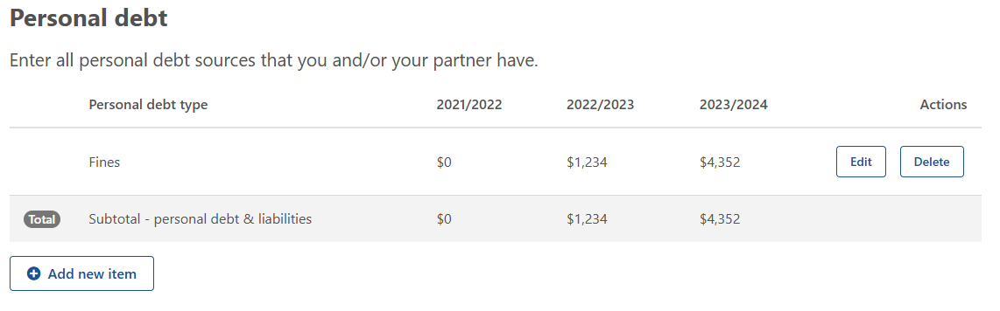 Personal debt
Enter all personal debt sources that you and/or your partner have.
Personal debt type 2021/2022 2022/2023 2023/2024 Actions
Fines $0 $1,234 $4,352 Edit Delete
Total Subtotal - personal debt & liabilities $0 $1,234 $4,352
Add new item